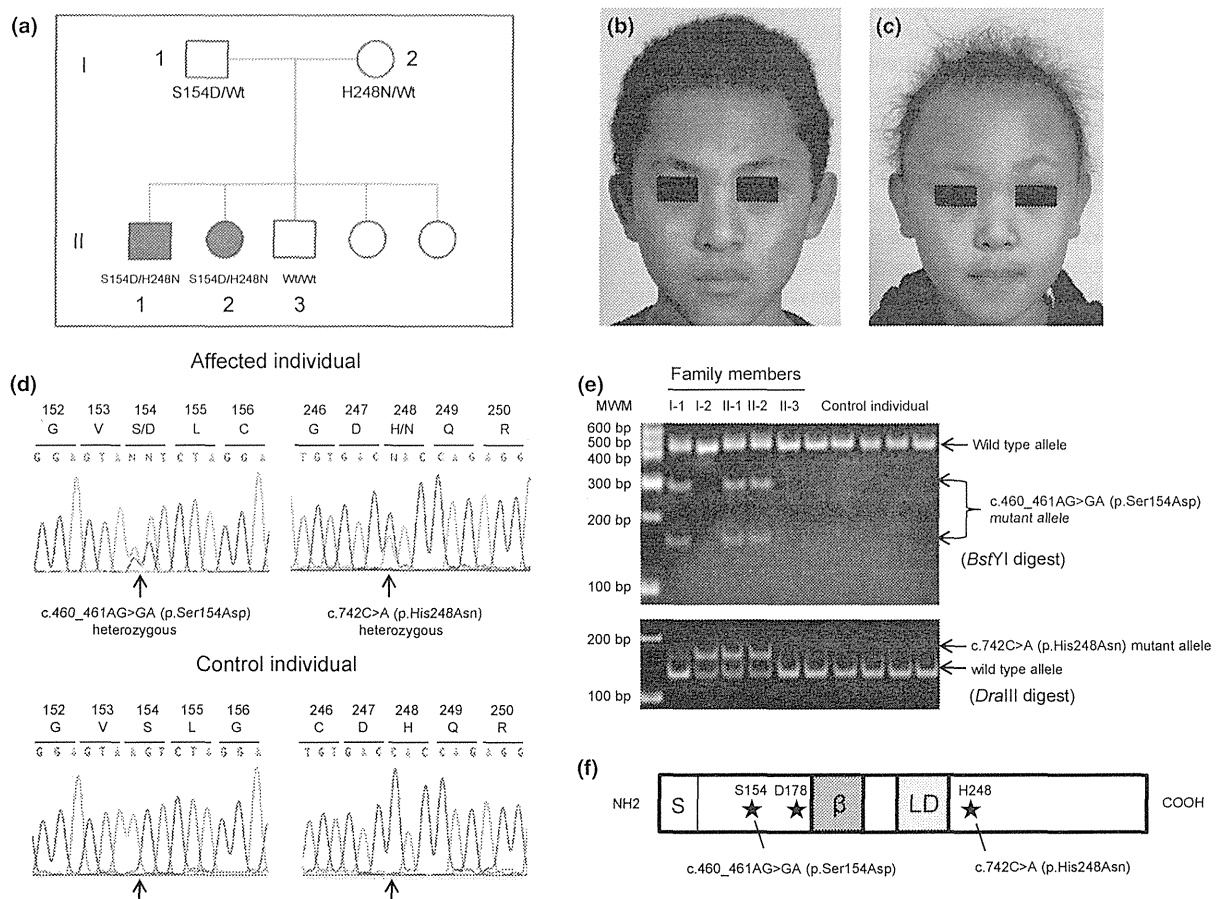 (a)
I
1
2
S154D/Wt
H248N/Wt
II
S154D/H248N
S154D/H248N
Wt/Wt
1
2
3
(b)
(c)
Affected individual
(d)
152 153 154 155 156
G V S/D L C
G G A G T A N N T C T A G G A
246 247 248 249 250
G D H/N Q R
T G T G A C N A C C A G A G G
c.460_461AG>GA (p.Ser154Asp)
heterozygous
c.742C>A (p.His248Asn)
heterozygous
Control individual
152 153 154 155 156
G V S L G
G G A G T A A G T C T A G G A
246 247 248 249 250
C D H Q R
T G T G A C C A C C A G A G G
(e)
Family members
MWM I-1 I-2 II-1 II-2 II-3 Control individual
600 bp
500 bp
400 bp
300 bp
200 bp
100 bp
Wild type allele
c.460_461AG>GA (p.Ser154Asp)
mutant allele
(BstYI digest)
200 bp
100 bp
c.742C>A (p.His248Asn) mutant allele
wild type allele
(DraIII digest)
(f)
NH2 S S154 D178 β LD H248 COOH
c.460_461AG>GA (p.Ser154Asp)
c.742C>A (p.His248Asn)